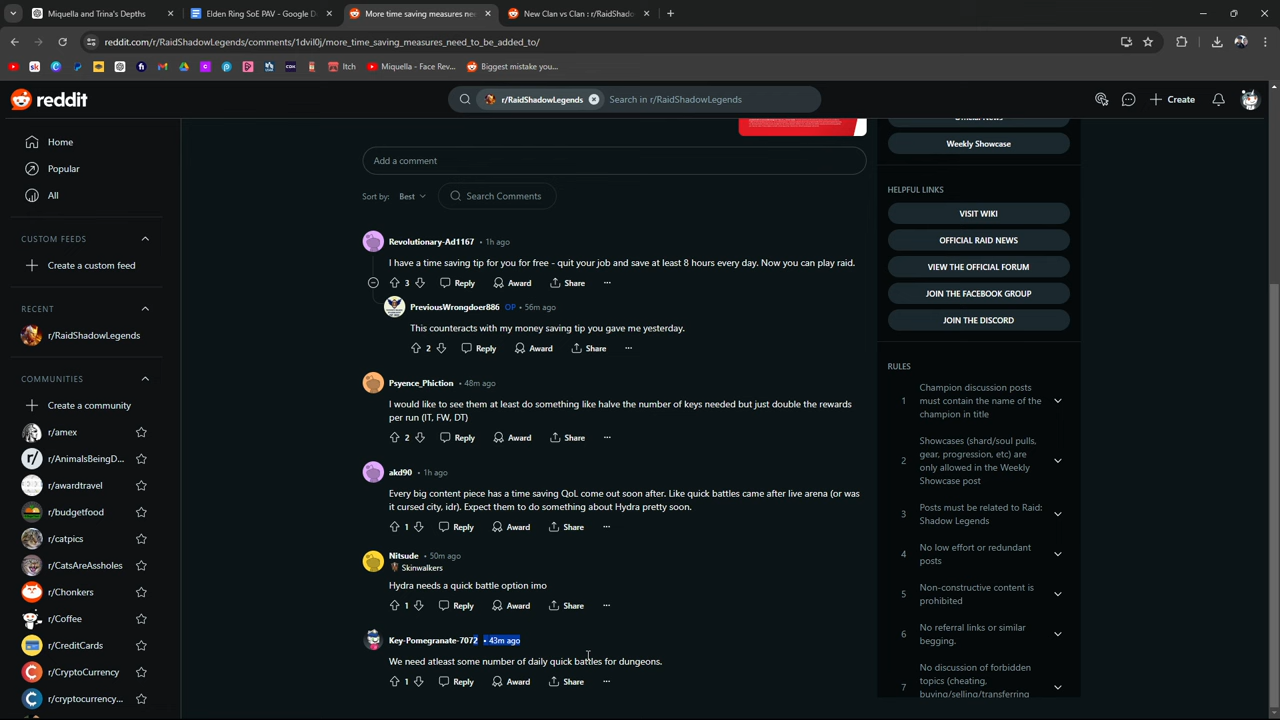 Miquella and Trina's Depths
Elden Ring SoE PAV - Google D
More time saving measures ne
New Clan vs Clan : r/RaidShado
reddit.com/r/RaidShadowLegends/comments/1dvil0j/more_time_saving_measures_need_to_be_added_to/
Itch
Miquella - Face Rev...
Biggest mistake you...
reddit
r/RaidShadowLegends
Search in r/RaidShadowLegends
Create
Home
Popular
All
CUSTOM FEEDS
Create a custom feed
RECENT
r/RaidShadowLegends
COMMUNITIES
Create a community
r/amex
r/AnimalsBeingD...
r/awardtravel
r/budgetfood
r/catpics
r/CatsAreAssholes
r/Chonkers
r/Coffee
r/CreditCards
r/CryptoCurrency
r/cryptocurrency...
Add a comment
Sort by: Best
Search Comments
Revolutionary-Ad1167 • 1h ago
I have a time saving tip for you for free - quit your job and save at least 8 hours every day. Now you can play raid.
3 Reply Award Share ...
PreviousWrongdoer886 OP • 56m ago
This counteracts with my money saving tip you gave me yesterday.
2 Reply Award Share ...
Psyence_Phiction • 48m ago
I would like to see them at least do something like halve the number of keys needed but just double the rewards
per run (IT, FW, DT)
2 Reply Award Share ...
akd90 • 1h ago
Every big content piece has a time saving QoL come out soon after. Like quick battles came after live arena (or was
it cursed city, idr). Expect them to do something about Hydra pretty soon.
1 Reply Award Share ...
Nitsude • 50m ago
Skinwalkers
Hydra needs a quick battle option imo
1 Reply Award Share ...
Key-Pomegranate-7072 • 43m ago
We need atleast some number of daily quick battles for dungeons.
1 Reply Award Share ...
Weekly Showcase
HELPFUL LINKS
VISIT WIKI
OFFICIAL RAID NEWS
VIEW THE OFFICIAL FORUM
JOIN THE FACEBOOK GROUP
JOIN THE DISCORD
RULES
1 Champion discussion posts
must contain the name of the
champion in title
2 Showcases (shard/soul pulls,
gear, progression, etc) are
only allowed in the Weekly
Showcase post
3 Posts must be related to Raid:
Shadow Legends
4 No low effort or redundant
posts
5 Non-constructive content is
prohibited
6 No referral links or similar
begging.
7 No discussion of forbidden
topics (cheating,
buying/selling/transferring